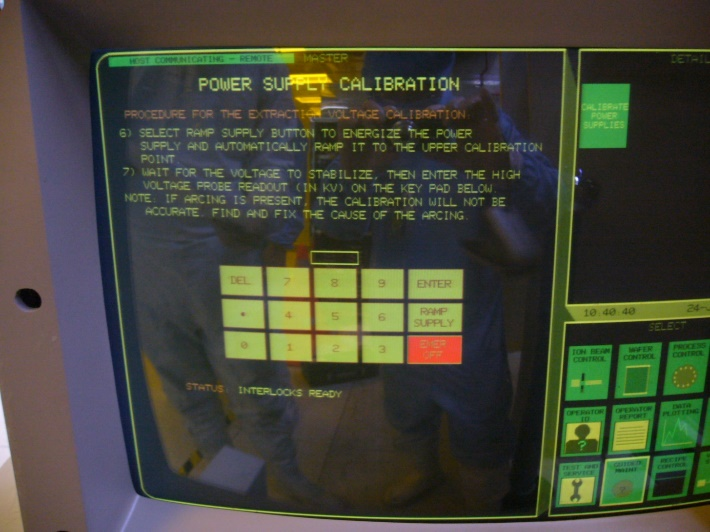 HOST COMMUNICATING - REMOTE
MASTER
POWER SUPPLY CALIBRATION
PROCEDURE FOR THE EXTRACTION VOLTAGE CALIBRATION
6) SELECT RAMP SUPPLY BUTTON TO ENERGIZE THE POWER
SUPPLY AND AUTOMATICALLY RAMP IT TO THE UPPER CALIBRATION
POINT
7) WAIT FOR THE VOLTAGE TO STABILIZE, THEN ENTER THE HIGH
VOLTAGE PROBE READOUT (IN KV) ON THE KEY PAD BELOW.
NOTE: IF ARCING IS PRESENT, THE CALIBRATION WILL NOT BE
ACCURATE. FIND AND FIX THE CAUSE OF THE ARCING.
DEL 7 8 9 ENTER
. 4 5 6 RAMP
SUPPLY
0 1 2 3 EMER
OFF
STATUS: INTERLOCKS READY
DETAIL
CALIBRATE
POWER
SUPPLIES
10:40:40 24-
SELECT
ION BEAM
CONTROL
WAFER
CONTROL
PROCESS
CONTROL
OPERATOR
ID
?
OPERATOR
REPORT
DATA
PLOTTING
TEST AND
SERVICE
MAINT.
RECIPE
CONTROL